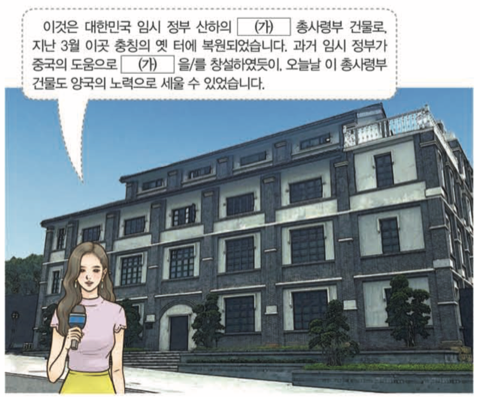 이것은 대한민국 임시 정부 산하의 (가) 총사령부 건물로,
지난 3월 이곳 충칭의 옛 터에 복원되었습니다. 과거 임시 정부가
중국의 도움으로 (가) 을/를 창설하였듯이, 오늘날 이 총사령부
건물도 양국의 노력으로 세울 수 있었습니다.